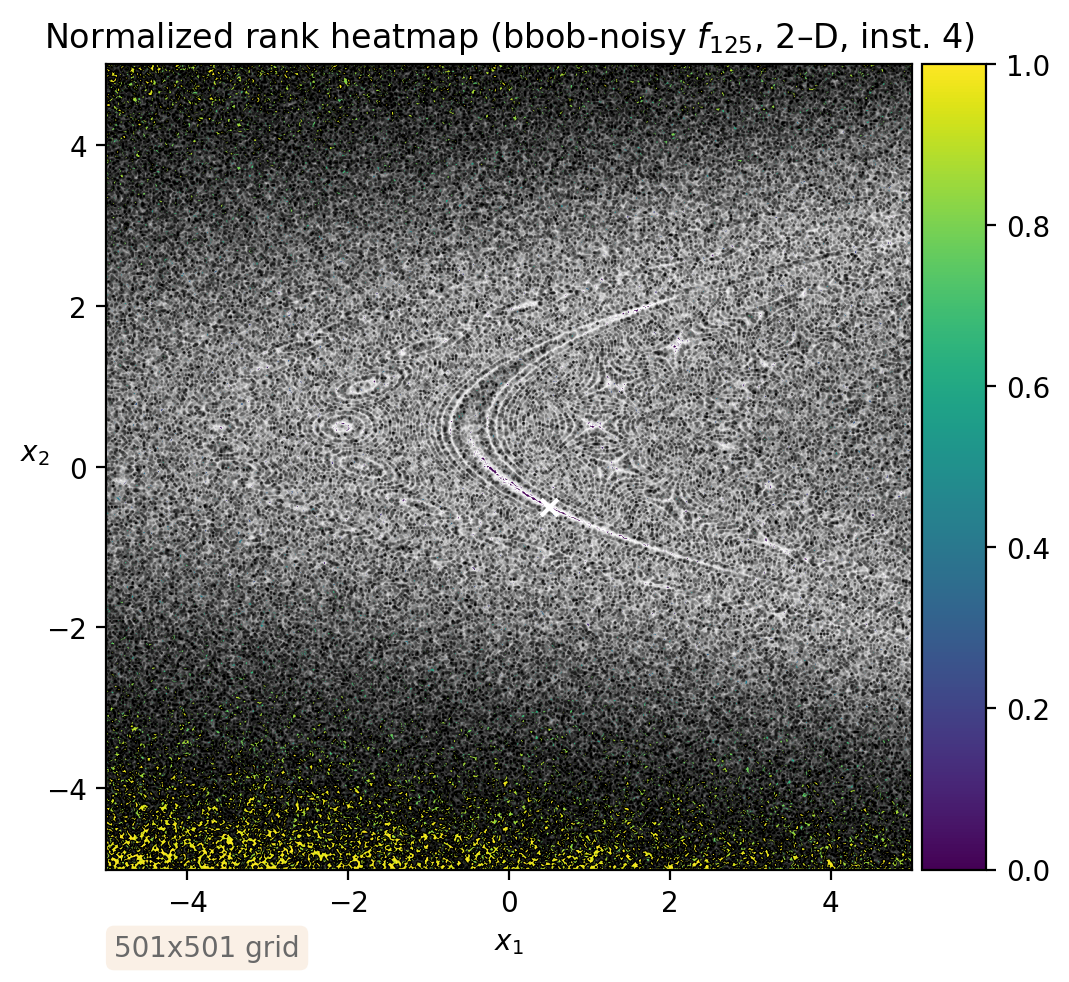 Normalized rank heatmap (bbob-noisy f125, 2–D, inst. 4)
1.0
0.8
0.6
0.4
0.2
0.0
4
2
0
−2
−4
x2
−4 −2 0 2 4
x1
501x501 grid